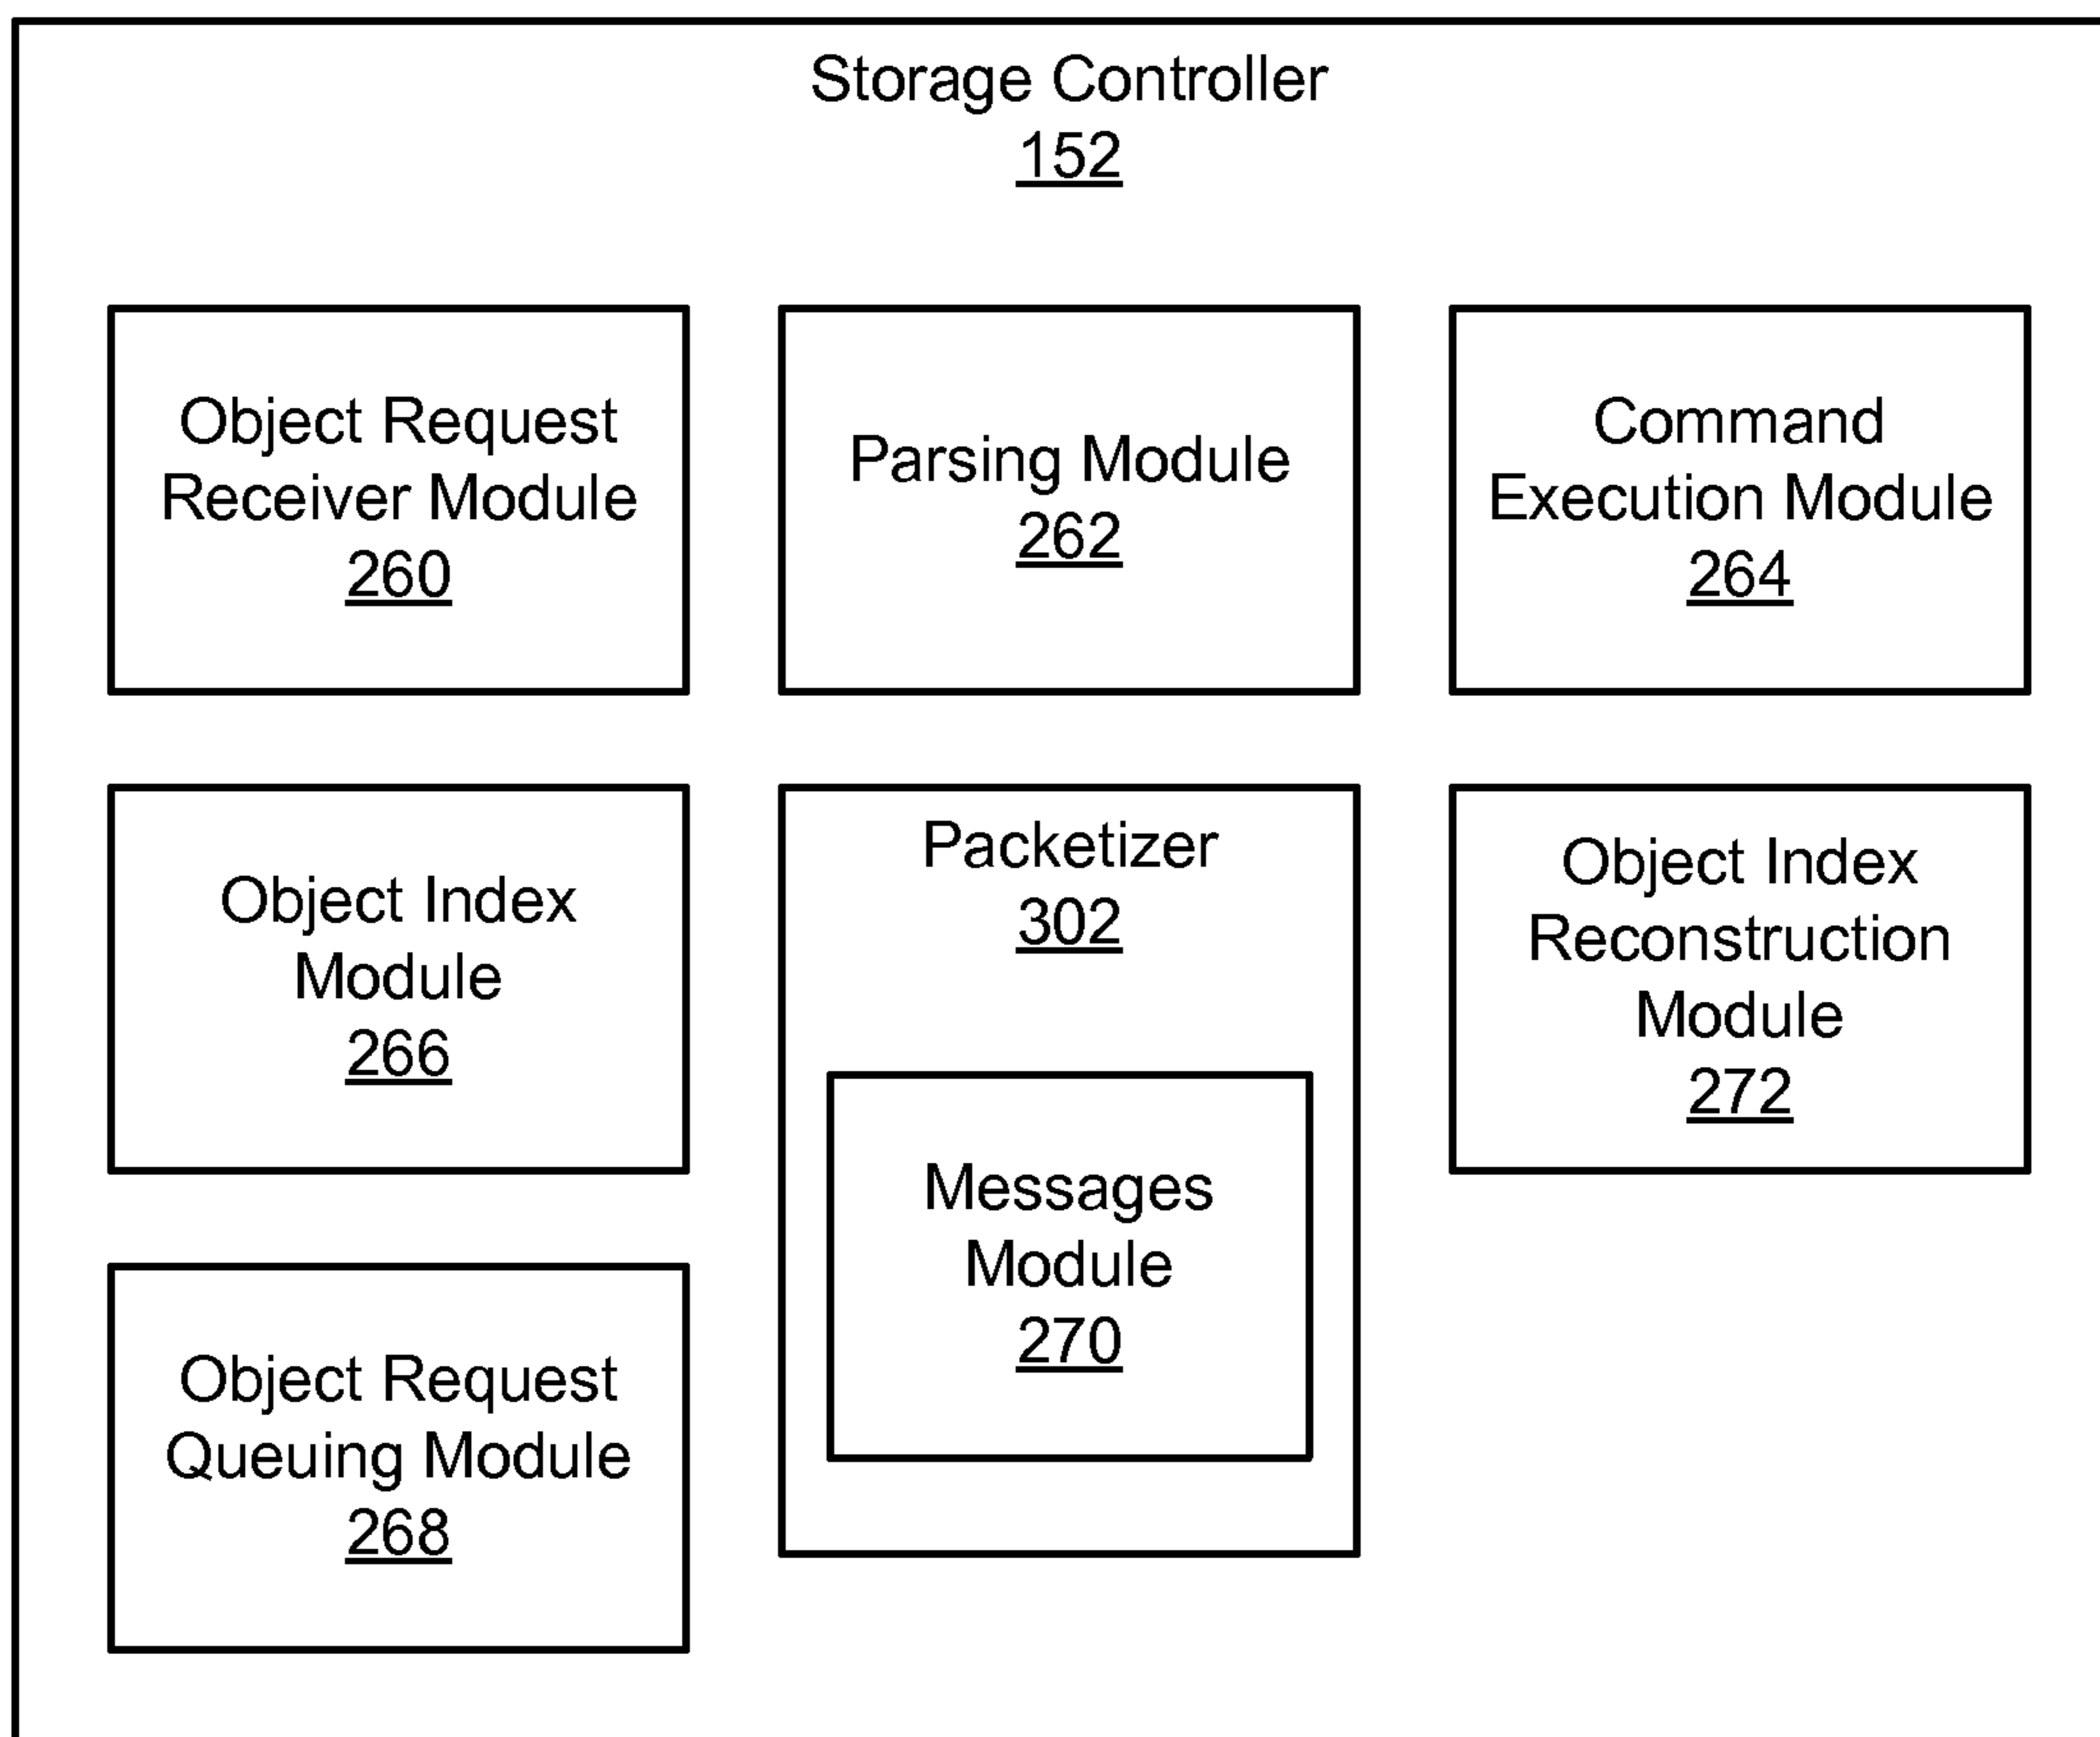 Storage Controller
152
Object Request
Receiver Module
260
Parsing Module
262
Command
Execution Module
264
Object Index
Module
266
Packetizer
302
Messages
Module
270
Object Index
Reconstruction
Module
272
Object Request
Queuing Module
268